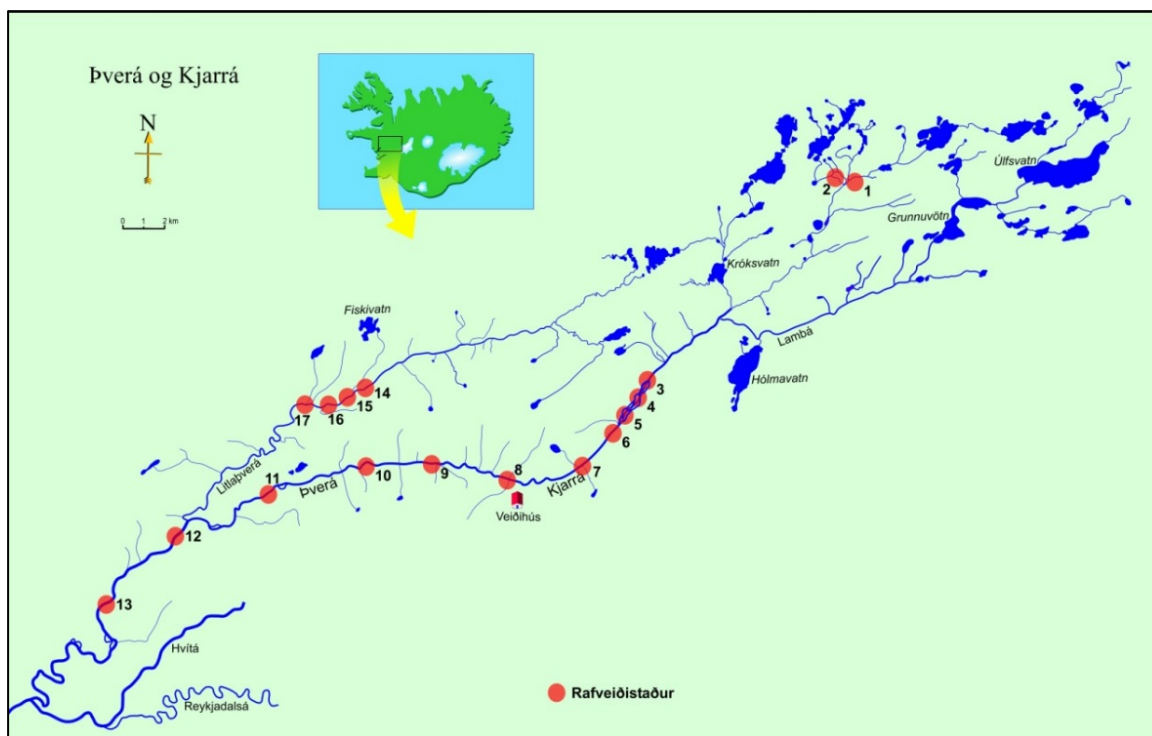 Þverá og Kjarrá
N
0 1 2 km
Úlfsvatn
2
1
Grunnuvötn
Króksvatn
Fiskivatn
Lambá
Hólmavatn
3
14
4
15
17
16
5
6
Litlaþverá
11
10
9
8
7
Þverá
Kjarrá
Veiðihús
12
13
Hvítá
Reykjadalsá
Rafveiðistaður